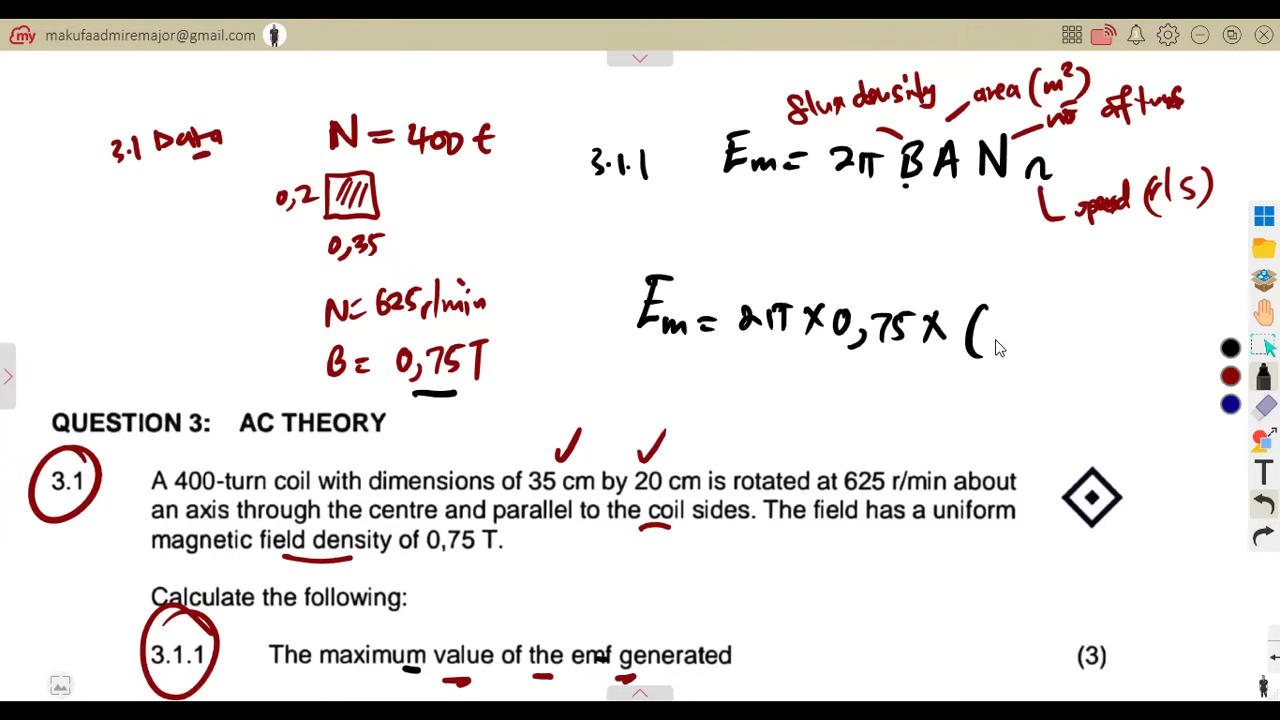 my makufaadmiremajor@gmail.com
flux density area (m²) no of turns
3.1 Data N = 400 t 3.1.1 Em = 2π B A N n
0,2 speed (r/s)
0,35
N = 625 r/min Em = 2π × 0,75 × (
B = 0,75 T
QUESTION 3: AC THEORY
3.1 A 400-turn coil with dimensions of 35 cm by 20 cm is rotated at 625 r/min about
an axis through the centre and parallel to the coil sides. The field has a uniform
magnetic field density of 0,75 T.
Calculate the following:
3.1.1 The maximum value of the emf generated (3)